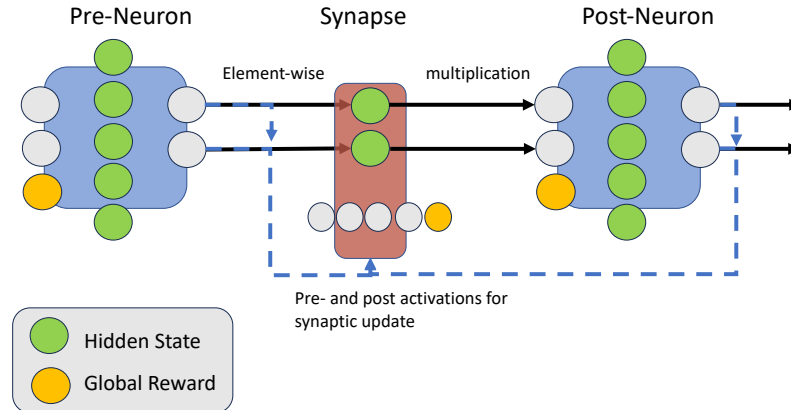 Pre-Neuron
Synapse
Post-Neuron
Element-wise
multiplication
Pre- and post activations for
synaptic update
Hidden State
Global Reward